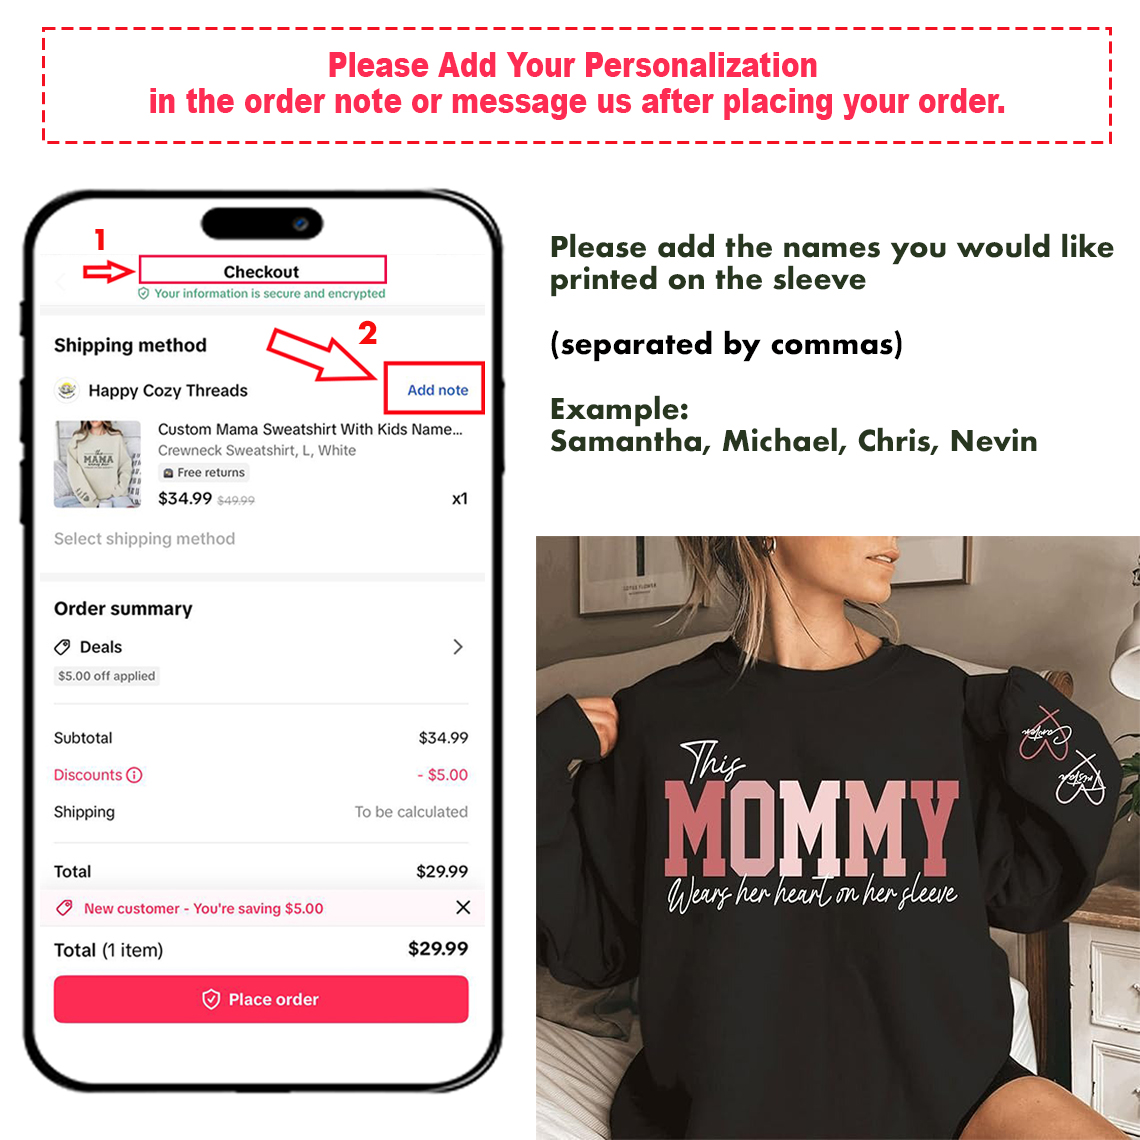 Please Add Your Personalization
in the order note or message us after placing your order.
1
Checkout
Your information is secure and encrypted
2
Shipping method
Happy Cozy Threads
Add note
Custom Mama Sweatshirt With Kids Name...
Crewneck Sweatshirt, L, White
Free returns
$34.99 $49.99
x1
MAMA
Select shipping method
Order summary
Deals
$5.00 off applied
Subtotal
$34.99
Discounts
- $5.00
Shipping
To be calculated
Total
$29.99
New customer - You're saving $5.00
Total (1 item)
$29.99
Place order
Please add the names you would like
printed on the sleeve
(separated by commas)
Example:
Samantha, Michael, Chris, Nevin
This
MOMMY
Wears her heart on her sleeve